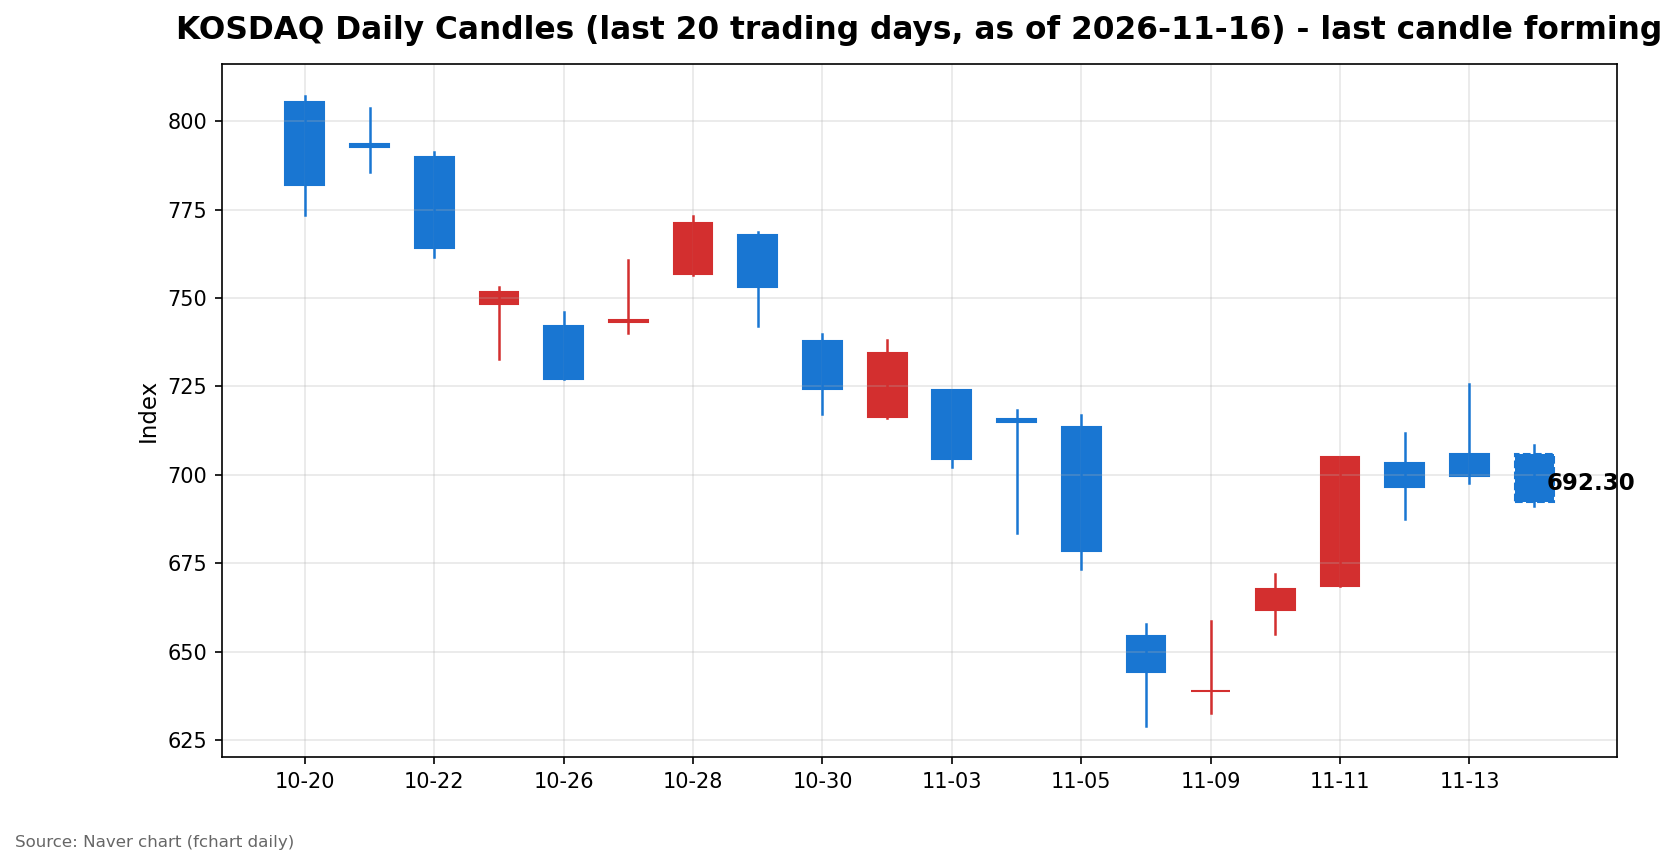 KOSDAQ Daily Candles (last 20 trading days, as of 2026-11-16) - last candle forming
Index
800
775
750
725
700
675
650
625
692.30
10-20 10-22 10-26 10-28 10-30 11-03 11-05 11-09 11-11 11-13
Source: Naver chart (fchart daily)